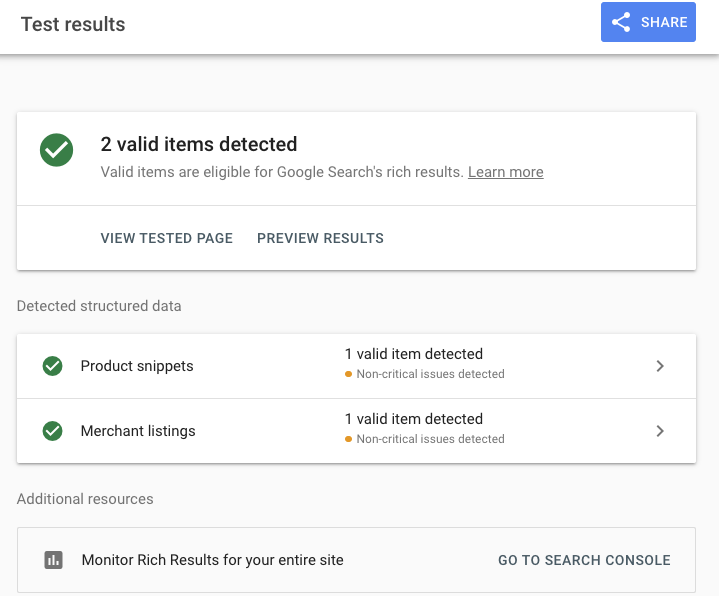 Test results
SHARE
2 valid items detected
Valid items are eligible for Google Search's rich results. Learn more
VIEW TESTED PAGE PREVIEW RESULTS
Detected structured data
Product snippets
1 valid item detected
Non-critical issues detected
Merchant listings
1 valid item detected
Non-critical issues detected
Additional resources
Monitor Rich Results for your entire site
GO TO SEARCH CONSOLE